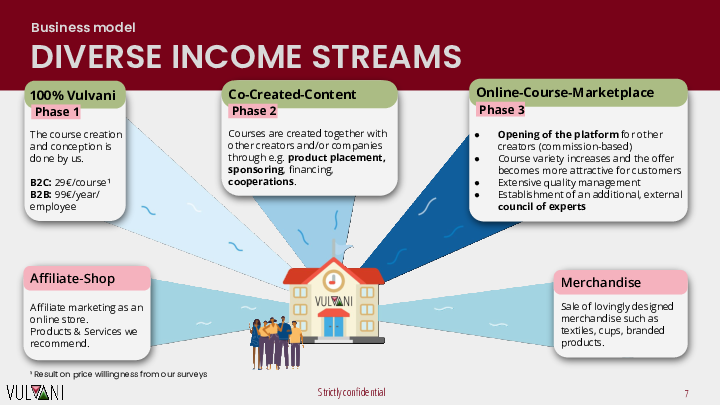 Business model
DIVERSE INCOME STREAMS
100% Vulvani
Phase 1
The course creation
and conception is
done by us.
B2C: 29€/course¹
B2B: 99€/year/
employee
Co-Created-Content
Phase 2
Courses are created together with
other creators and/or companies
through e.g. product placement,
sponsoring, financing,
cooperations.
Online-Course-Marketplace
Phase 3
● Opening of the platform for other
creators (commission-based)
● Course variety increases and the offer
becomes more attractive for customers
● Extensive quality management
● Establishment of an additional, external
council of experts
Affiliate-Shop
Affiliate marketing as an
online store.
Products & Services we
recommend.
VULVANI
Merchandise
Sale of lovingly designed
merchandise such as
textiles, cups, branded
products.
¹ Result on price willingness from our surveys
VULVANI
Strictly confidential
7